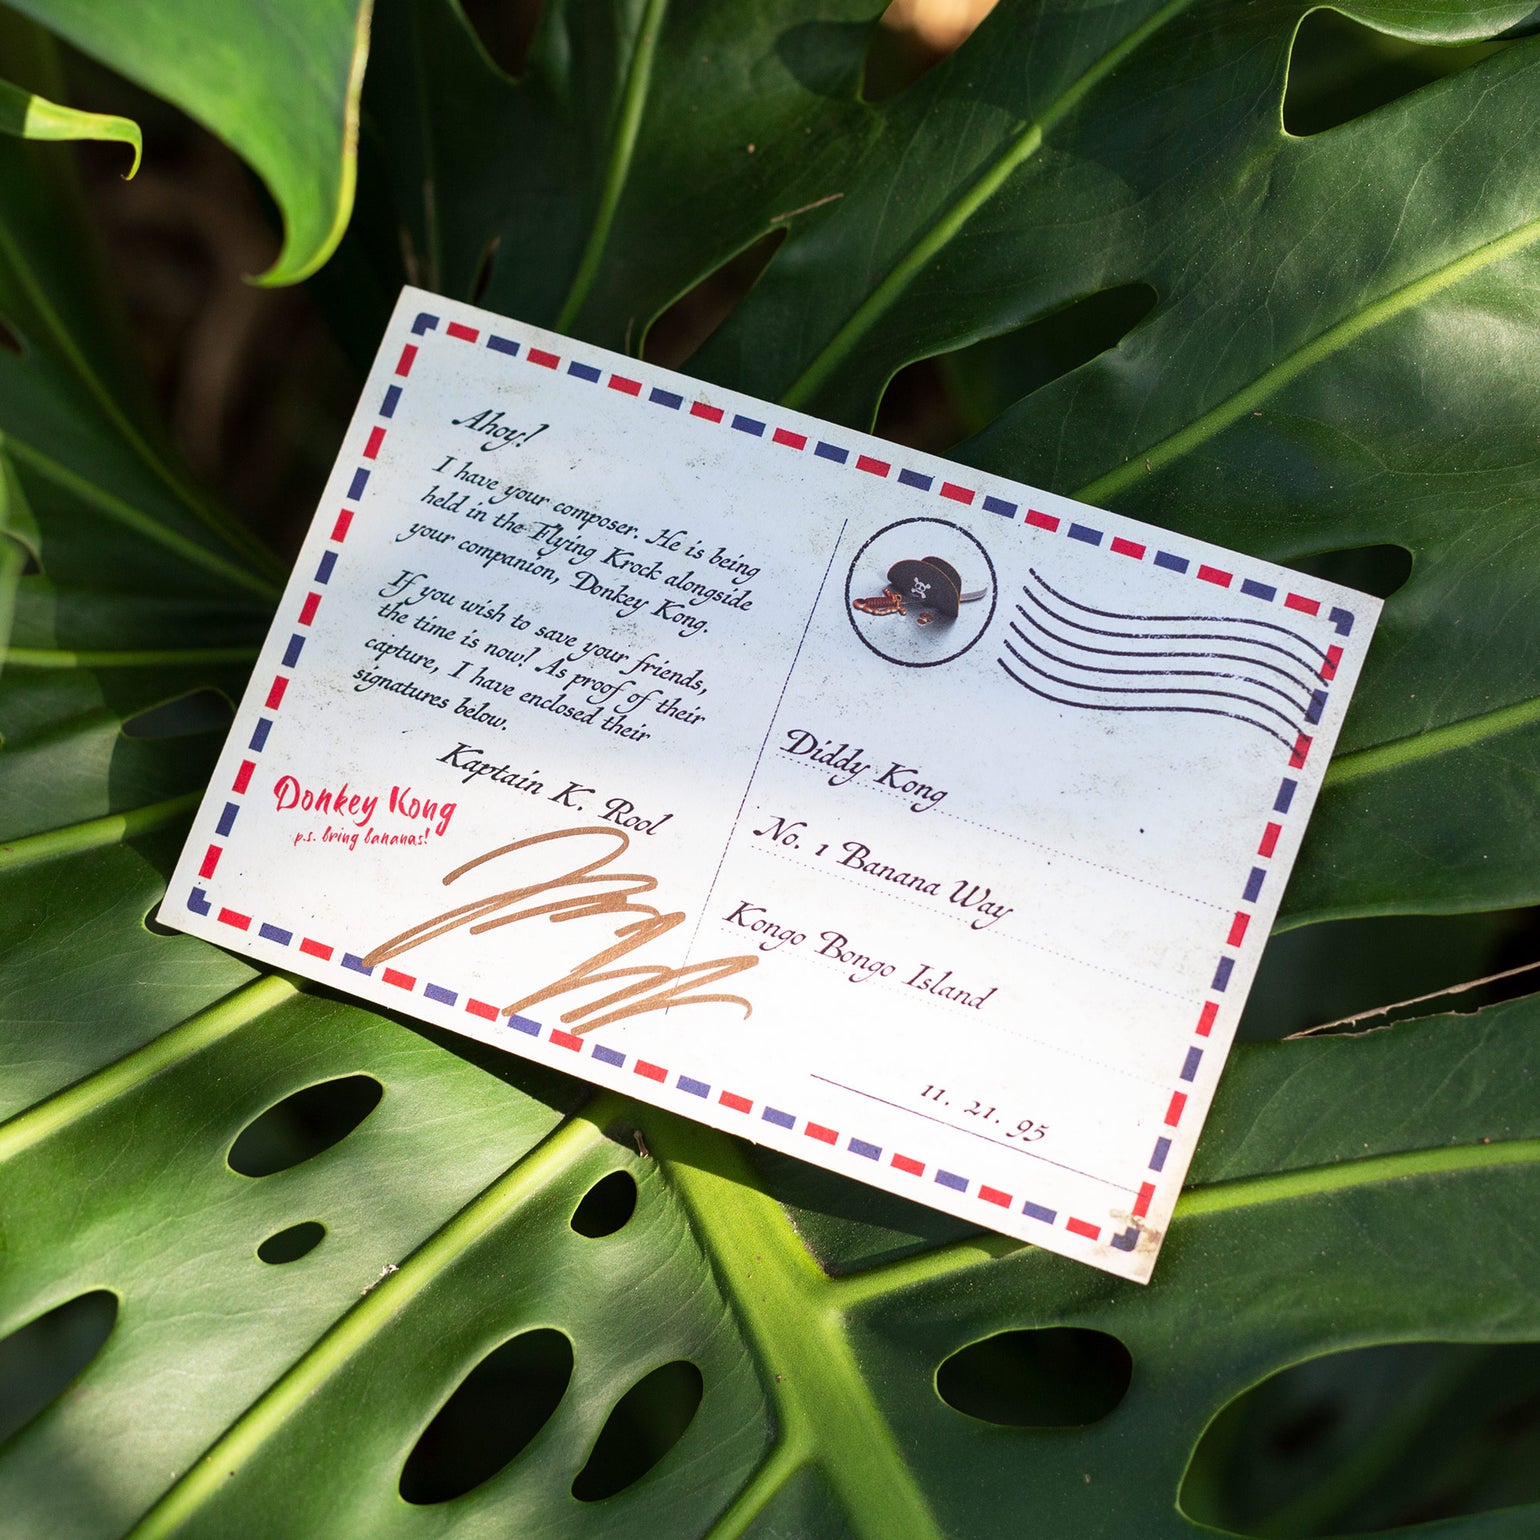 Ahoy!
I have your composer. He is being
held in the Flying Krock alongside
your companion, Donkey Kong.
If you wish to save your friends,
the time is now! As proof of their
capture, I have enclosed their
signatures below.
Kaptain K. Rool
Donkey Kong
p.s. bring bananas!
Diddy Kong
No. 1 Banana Way
Kongo Bongo Island
11. 21. 95